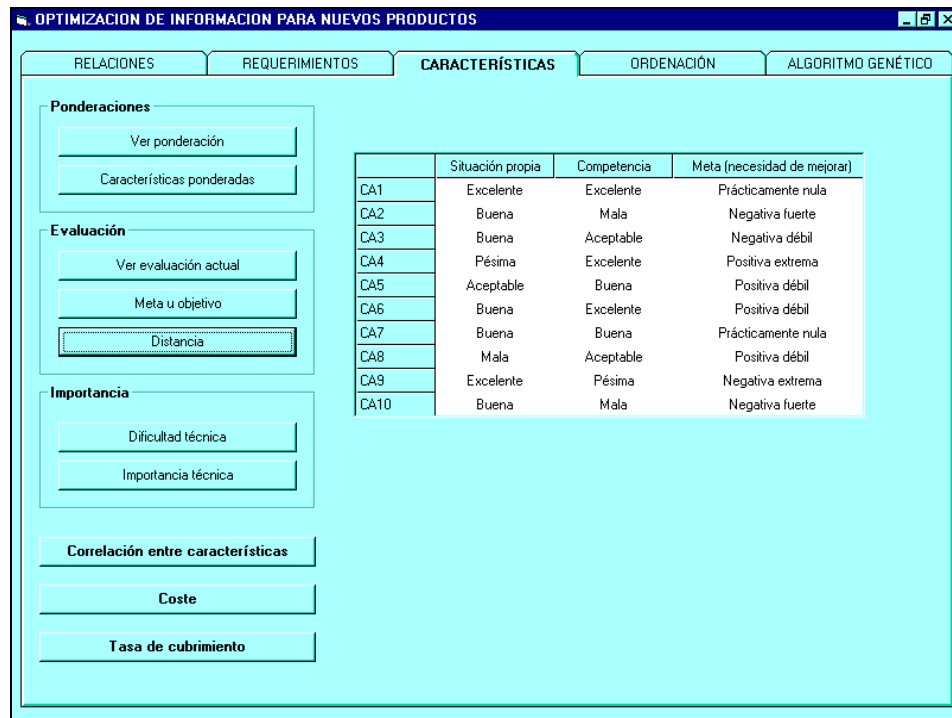 OPTIMIZACION DE INFORMACION PARA NUEVOS PRODUCTOS
RELACIONES REQUERIMIENTOS CARACTERÍSTICAS ORDENACIÓN ALGORITMO GENÉTICO
Ponderaciones
Ver ponderación
Características ponderadas
Evaluación
Ver evaluación actual
Meta u objetivo
Distancia
Importancia
Dificultad técnica
Importancia técnica
Correlación entre características
Coste
Tasa de cubrimiento
Situación propia Competencia Meta (necesidad de mejorar)
CA1 Excelente Excelente Prácticamente nula
CA2 Buena Mala Negativa fuerte
CA3 Buena Aceptable Negativa débil
CA4 Pésima Excelente Positiva extrema
CA5 Aceptable Buena Positiva débil
CA6 Buena Excelente Positiva débil
CA7 Buena Buena Prácticamente nula
CA8 Mala Aceptable Positiva débil
CA9 Excelente Pésima Negativa extrema
CA10 Buena Mala Negativa fuerte